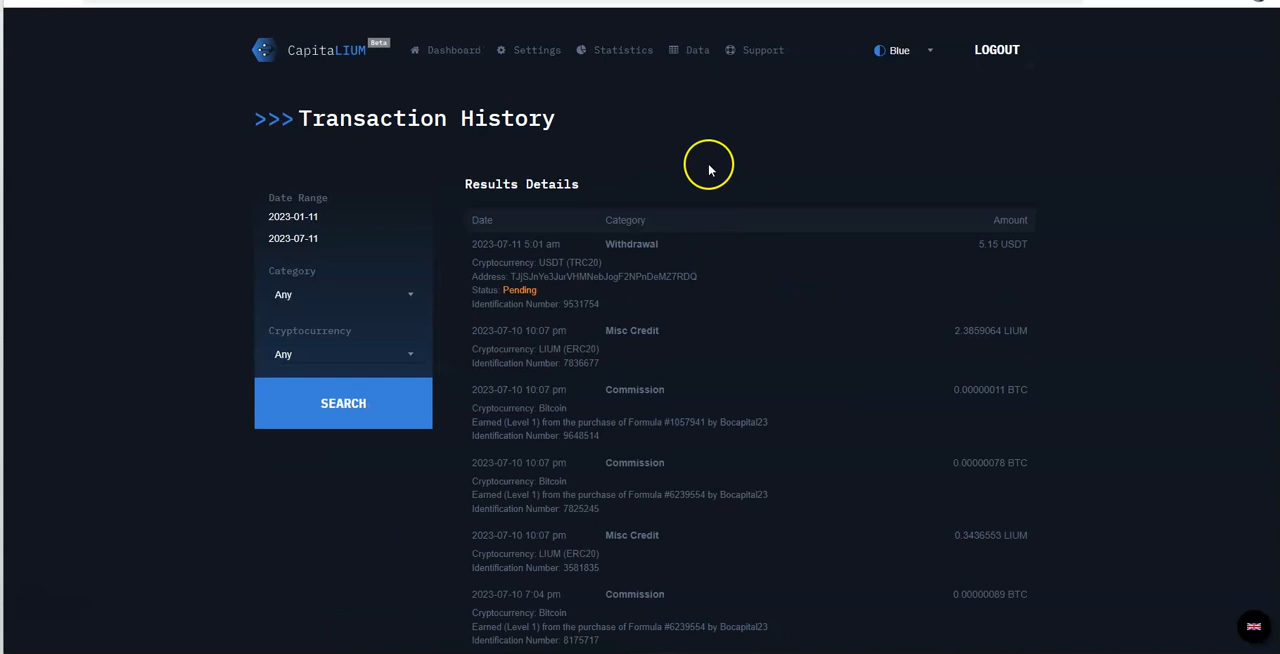 CapitaLIUM Beta Dashboard Settings Statistics Data Support Blue LOGOUT
>>> Transaction History
Results Details
Date Range
2023-01-11
2023-07-11
Category
Any
Cryptocurrency
Any
SEARCH
Date Category Amount
2023-07-11 5:01 am Withdrawal 5.15 USDT
Cryptocurrency: USDT (TRC20)
Address: TJjSJnYe3JurVHMNebJogF2NPnDeMZ7RDQ
Status: Pending
Identification Number: 9531754
2023-07-10 10:07 pm Misc Credit 2.3859064 LIUM
Cryptocurrency: LIUM (ERC20)
Identification Number: 7836677
2023-07-10 10:07 pm Commission 0.00000011 BTC
Cryptocurrency: Bitcoin
Earned (Level 1) from the purchase of Formula #1057941 by Bocapital23
Identification Number: 9648514
2023-07-10 10:07 pm Commission 0.00000078 BTC
Cryptocurrency: Bitcoin
Earned (Level 1) from the purchase of Formula #6239554 by Bocapital23
Identification Number: 7825245
2023-07-10 10:07 pm Misc Credit 0.3436553 LIUM
Cryptocurrency: LIUM (ERC20)
Identification Number: 3581835
2023-07-10 7:04 pm Commission 0.00000089 BTC
Cryptocurrency: Bitcoin
Earned (Level 1) from the purchase of Formula #6239554 by Bocapital23
Identification Number: 8175717